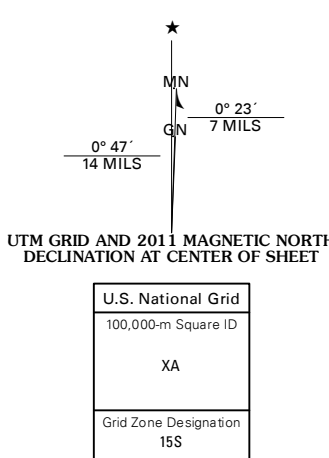 ★
MN
0° 23´
7 MILS
GN
0° 47´
14 MILS
UTM GRID AND 2011 MAGNETIC NORTH
DECLINATION AT CENTER OF SHEET
U.S. National Grid
100,000-m Square ID
XA
Grid Zone Designation
15S